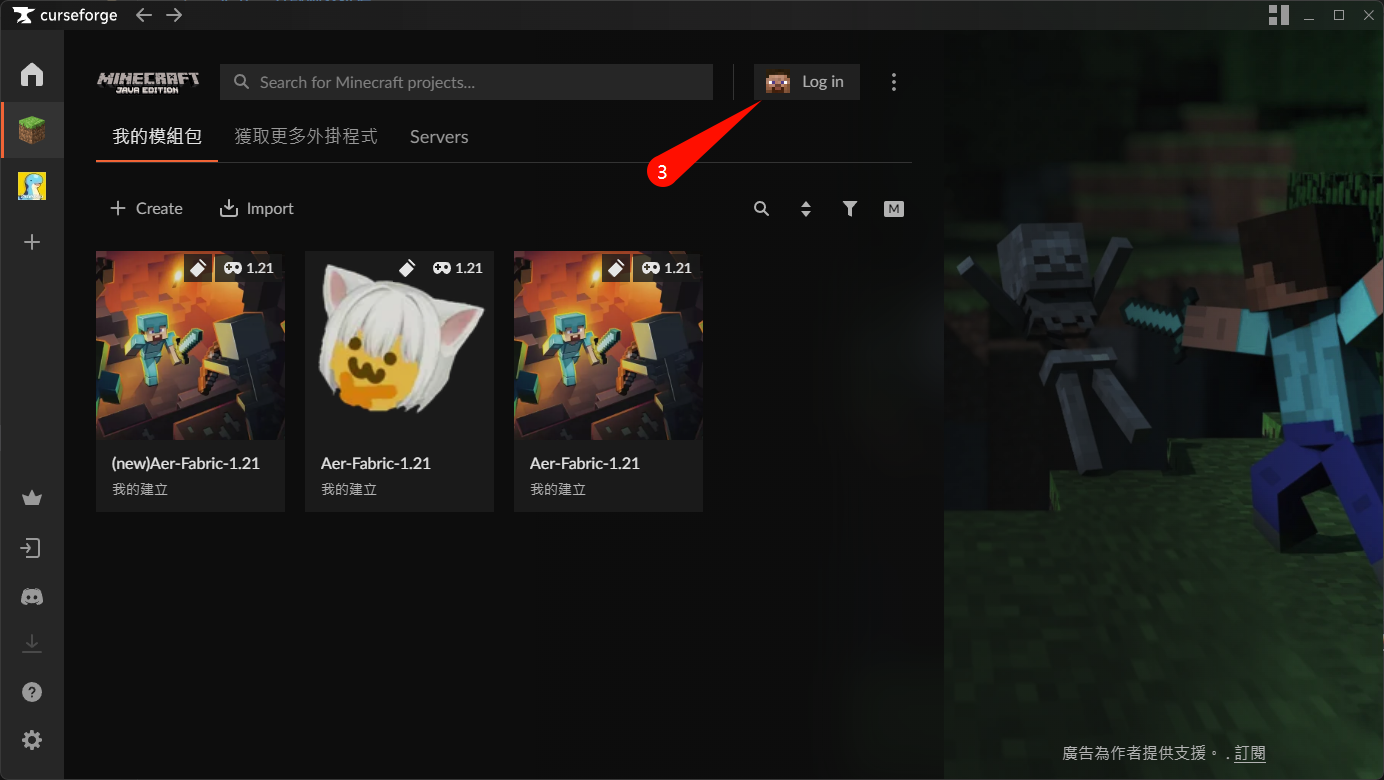 curseforge
MINECRAFT
JAVA EDITION
Search for Minecraft projects...
Log in
我的模組包
獲取更多外掛程式
Servers
3
Create
Import
M
1.21
1.21
1.21
(new)Aer-Fabric-1.21
我的建立
Aer-Fabric-1.21
我的建立
Aer-Fabric-1.21
我的建立
?
廣告為作者提供支援。 . 訂閱